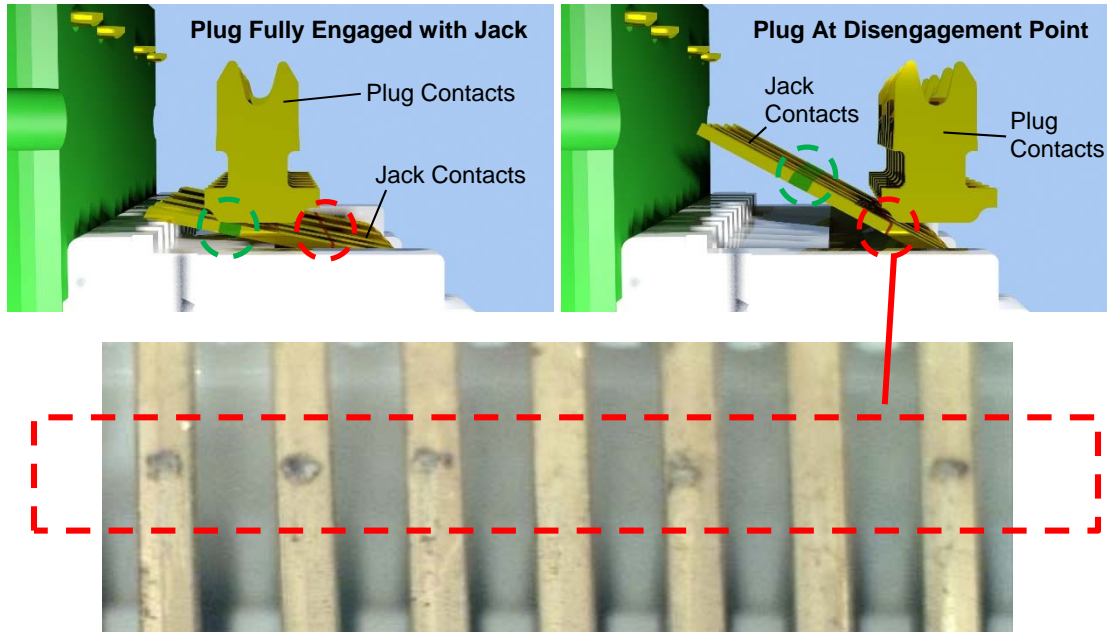 Plug Fully Engaged with Jack
Plug Contacts
Jack Contacts
Plug At Disengagement Point
Jack
Contacts
Plug
Contacts